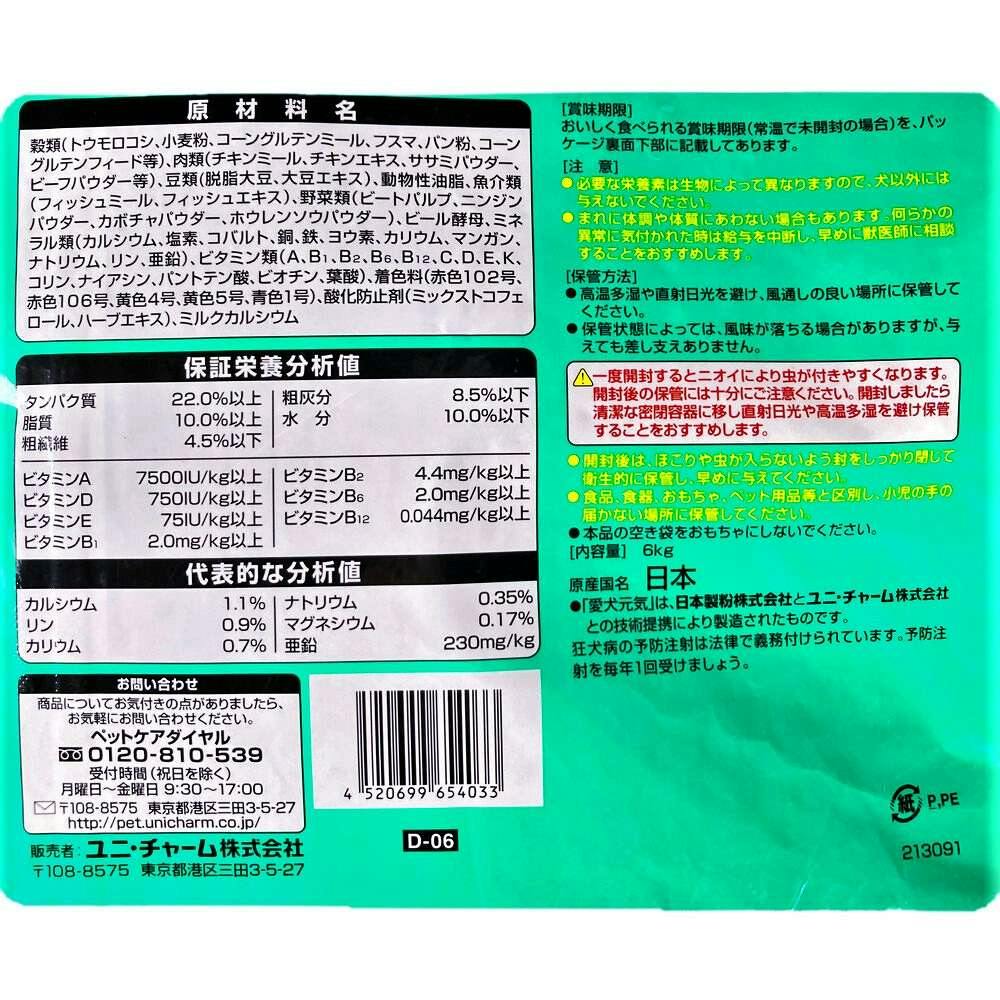 原材料名
穀類(トウモロコシ、小麦粉、コーングルテンミール、フスマ、パン粉、コーン
グルテンフィード等)、肉類(チキンミール、チキンエキス、ササミパウダー、
ビーフパウダー等)、豆類(脱脂大豆、大豆エキス)、動物性油脂、魚介類
(フィッシュミール、フィッシュエキス)、野菜類(ビートパルプ、ニンジン
パウダー、カボチャパウダー、ホウレンソウパウダー)、ビール酵母、ミネ
ラル類(カルシウム、塩素、コバルト、銅、鉄、ヨウ素、カリウム、マンガン、
ナトリウム、リン、亜鉛)、ビタミン類(A、B1、B2、B6、B12、C、D、E、K、
コリン、ナイアシン、パントテン酸、ビオチン、葉酸)、着色料(赤色102号、
赤色106号、黄色4号、黄色5号、青色1号)、酸化防止剤(ミックストコフェ
ロール、ハーブエキス)、ミルクカルシウム
保証栄養分析値
タンパク質 22.0%以上 粗灰分 8.5%以下
脂質 10.0%以上 水分 10.0%以下
粗繊維 4.5%以下
ビタミンA 7500IU/kg以上 ビタミンB2 4.4mg/kg以上
ビタミンD 750IU/kg以上 ビタミンB6 2.0mg/kg以上
ビタミンE 75IU/kg以上 ビタミンB12 0.044mg/kg以上
ビタミンB1 2.0mg/kg以上
代表的な分析値
カルシウム 1.1% ナトリウム 0.35%
リン 0.9% マグネシウム 0.17%
カリウム 0.7% 亜鉛 230mg/kg
お問い合わせ
商品についてお気付きの点がありましたら、
お気軽にお問い合わせください。
ペットケアダイヤル
0120-810-539
受付時間(祝日を除く)
月曜日〜金曜日 9:30〜17:00
〒108-8575 東京都港区三田3-5-27
http://pet.unicharm.co.jp/
販売者:ユニ・チャーム株式会社
〒108-8575 東京都港区三田3-5-27
4 520699 654033
D-06
[賞味期限]
おいしく食べられる賞味期限(常温で未開封の場合)を、パッ
ケージ裏面下部に記載してあります。
[注 意]
●必要な栄養素は生物によって異なりますので、犬以外には
与えないでください。
●まれに体調や体質にあわない場合もあります。何らかの
異常に気付かれた時は給与を中断し、早めに獣医師に相談
することをおすすめします。
[保管方法]
●高温多湿や直射日光を避け、風通しの良い場所に保管して
ください。
●保管状態によっては、風味が落ちる場合がありますが、与
えても差し支えありません。
一度開封するとニオイにより虫が付きやすくなります。
開封後の保管には十分にご注意ください。開封しましたら
清潔な密閉容器に移し直射日光や高温多湿を避け保管
することをおすすめします。
●開封後は、ほこりや虫が入らないよう封をしっかり閉じて
衛生的に保管し、早めに与えてください。
●食品、食器、おもちゃ、ペット用品等と区別し、小児の手の
届かない場所に保管してください。
●本品の空き袋をおもちゃにしないでください。
[内容量] 6kg
原産国名 日本
●「愛犬元気」は、日本製粉株式会社とユニ・チャーム株式会社
との技術提携により製造されたものです。
狂犬病の予防注射は法律で義務付けられています。予防注
射を毎年1回受けましょう。
紙 P,PE
213091